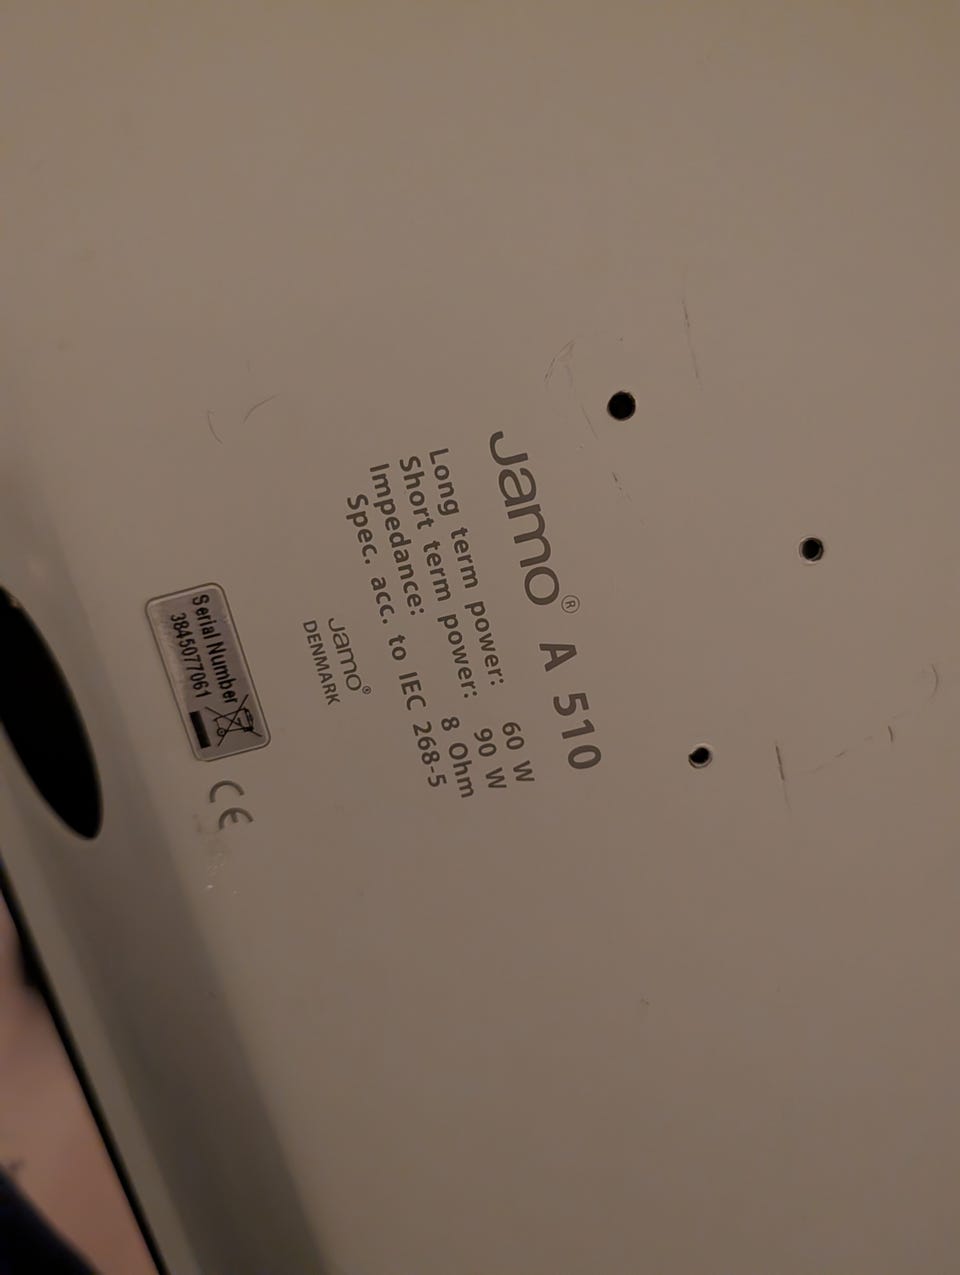 Jamo® A 510
Long term power: 60 W
Short term power: 90 W
Impedance: 8 Ohm
Spec. acc. to IEC 268-5
Jamo®
DENMARK
Serial Number
3845077061
CE